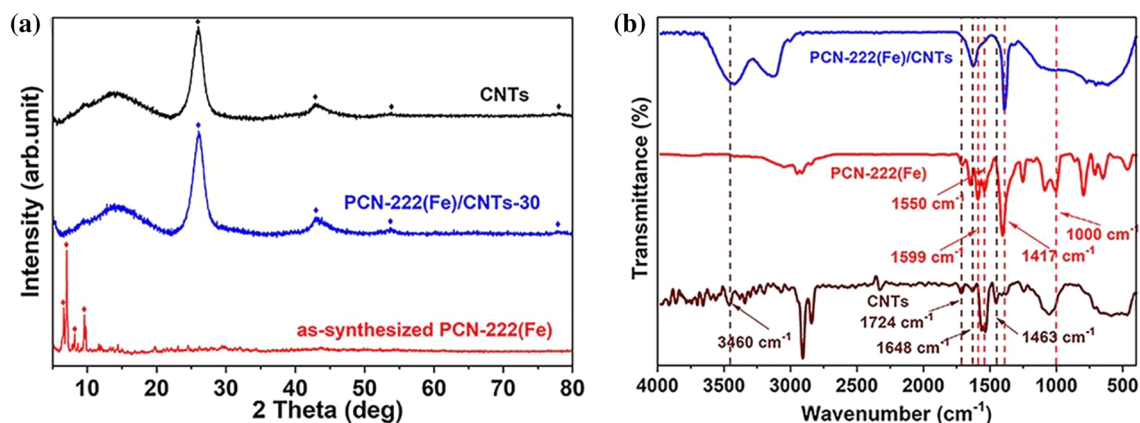 (a)
Intensity (arb.unit)
CNTs
PCN-222(Fe)/CNTs-30
as-synthesized PCN-222(Fe)
10 20 30 40 50 60 70 80
2 Theta (deg)
(b)
Transmittance (%)
PCN-222(Fe)/CNTs
PCN-222(Fe)
1550 cm-1
1599 cm-1
1417 cm-1
1000 cm-1
CNTs
1724 cm-1
3460 cm-1
1648 cm-1
1463 cm-1
4000 3500 3000 2500 2000 1500 1000 500
Wavenumber (cm-1)